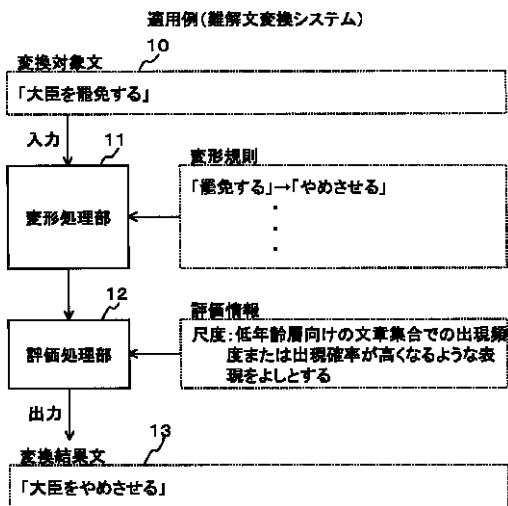 適用例(難解文変換システム)
10
変換対象文
「大臣を罷免する」
入力
11
変形規則
変形処理部
「罷免する」→「やめさせる」
・
・
・
12
評価情報
評価処理部
尺度:低年齢層向けの文章集合での出現頻
度または出現確率が高くなるような表
現をよしとする
出力
13
変換結果文
「大臣をやめさせる」